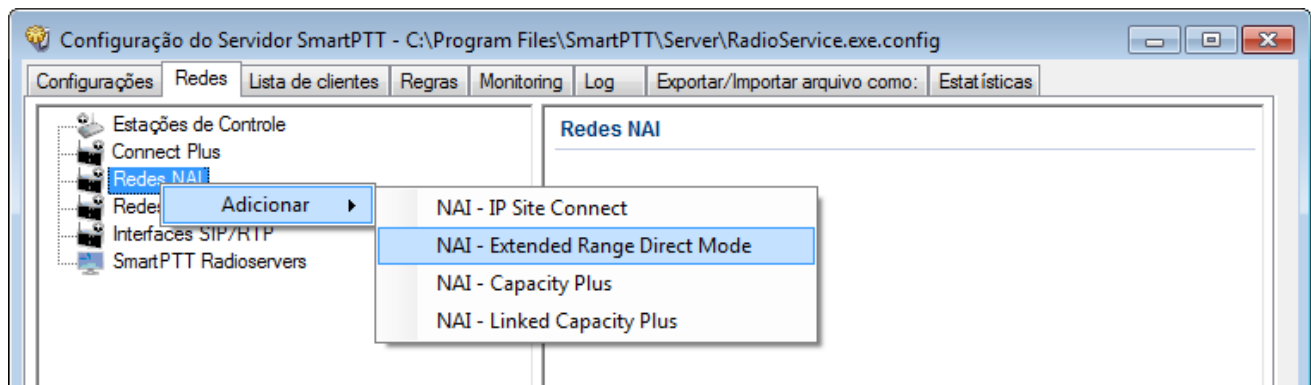 Configuração do Servidor SmartPTT - C:\Program Files\SmartPTT\Server\RadioService.exe.config
Configurações Redes Lista de clientes Regras Monitoring Log Exportar/Importar arquivo como: Estatísticas
Estações de Controle
Connect Plus
Redes NAI
Redes
Interfaces SIP/RTP
SmartPTT Radioservers
Adicionar
NAI - IP Site Connect
NAI - Extended Range Direct Mode
NAI - Capacity Plus
NAI - Linked Capacity Plus
Redes NAI